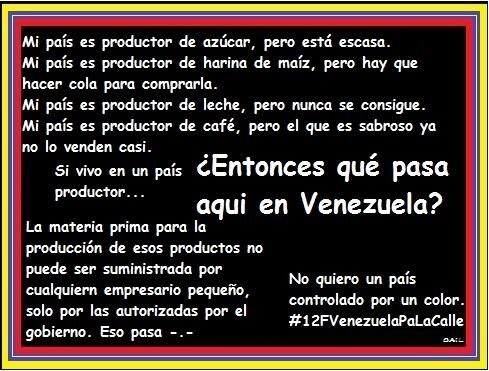 Mi país es productor de azúcar, pero está escasa.
Mi país es productor de harina de maíz, pero hay que
hacer cola para comprarla.
Mi país es productor de leche, pero nunca se consigue.
Mi país es productor de café, pero el que es sabroso ya
no lo venden casi.
Si vivo en un país
productor...
¿Entonces qué pasa
aqui en Venezuela?
La materia prima para la
producción de esos productos no
puede ser suministrada por
cualquiern empresario pequeño,
solo por las autorizadas por el
gobierno. Eso pasa -.-
No quiero un país
controlado por un color.
#12FVenezuelaPaLaCalle